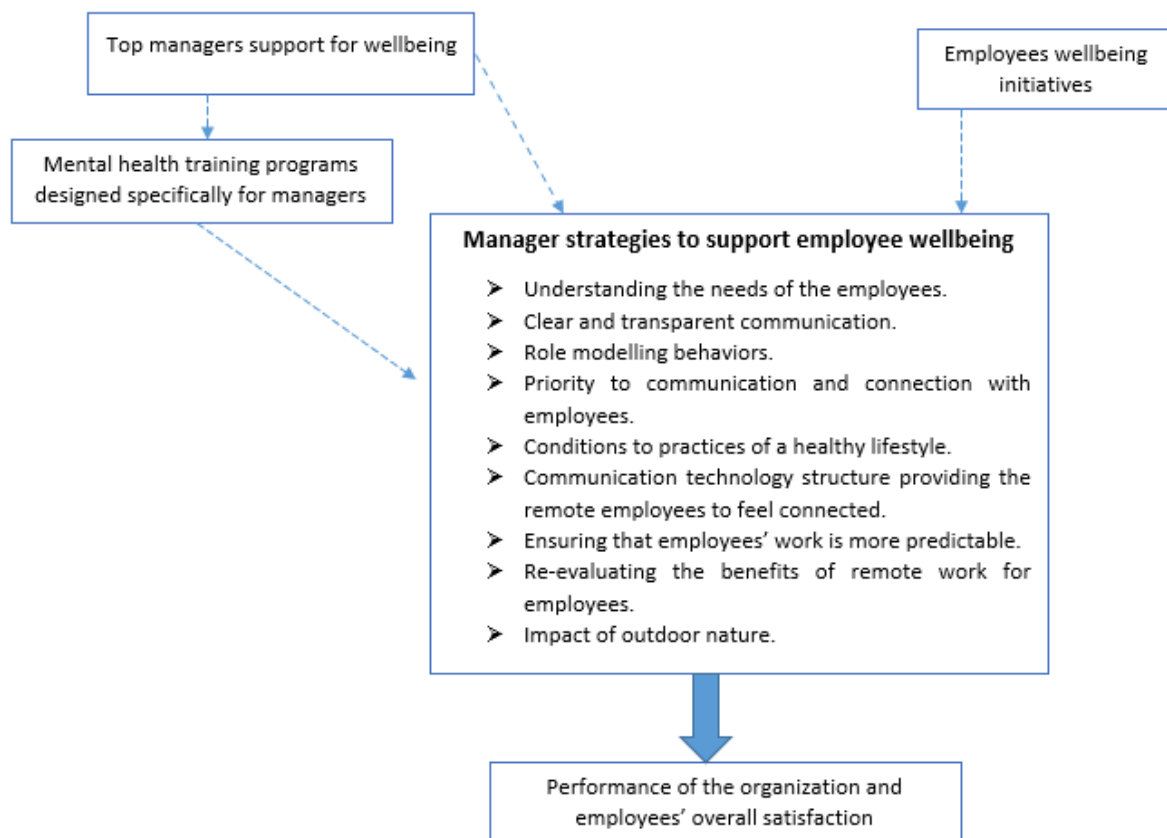 Top managers support for wellbeing
Employees wellbeing
initiatives
Mental health training programs
designed specifically for managers
Manager strategies to support employee wellbeing
➢ Understanding the needs of the employees.
➢ Clear and transparent communication.
➢ Role modelling behaviors.
➢ Priority to communication and connection with
employees.
➢ Conditions to practices of a healthy lifestyle.
➢ Communication technology structure providing the
remote employees to feel connected.
➢ Ensuring that employees’ work is more predictable.
➢ Re-evaluating the benefits of remote work for
employees.
➢ Impact of outdoor nature.
Performance of the organization and
employees’ overall satisfaction